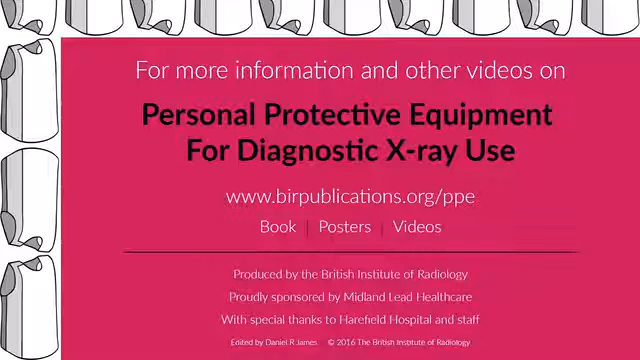 For more information and other videos on
Personal Protective Equipment
For Diagnostic X-ray Use
www.birpublications.org/ppe
Book | Posters | Videos
Produced by the British Institute of Radiology
Proudly sponsored by Midland Lead Healthcare
With special thanks to Harefield Hospital and staff
Edited by Daniel R James © 2016 The British Institute of Radiology